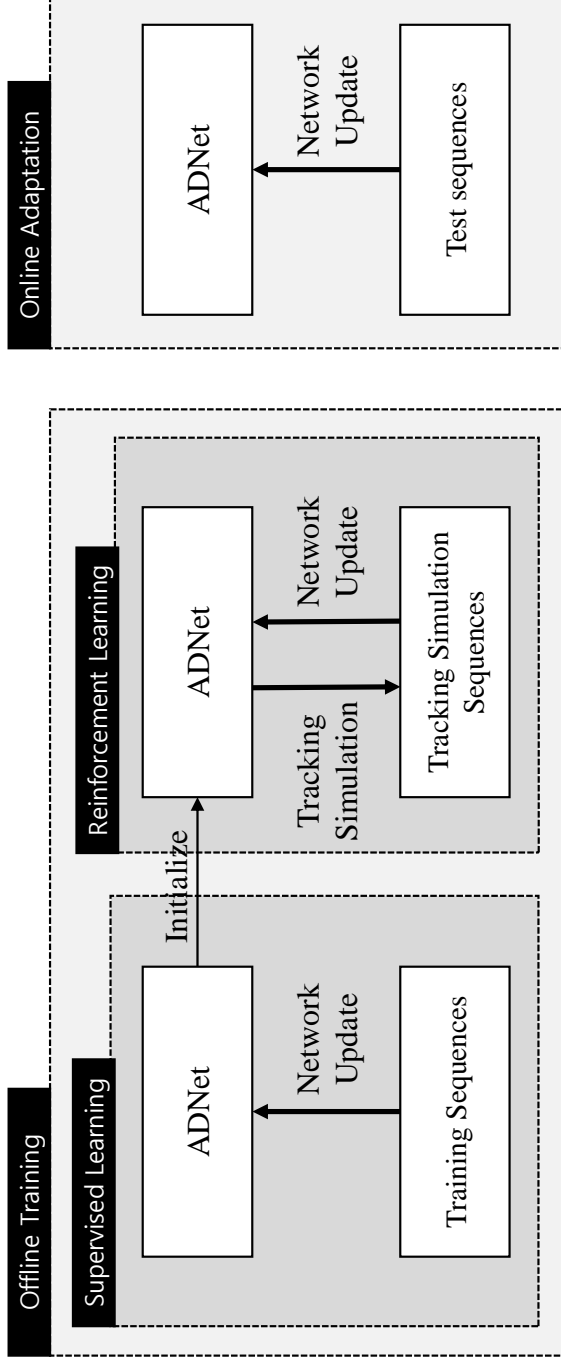 Offline Training
Supervised Learning
ADNet
Network
Update
Training Sequences
Initialize
Reinforcement Learning
ADNet
Tracking
Simulation
Network
Update
Tracking Simulation
Sequences
Online Adaptation
ADNet
Network
Update
Test sequences